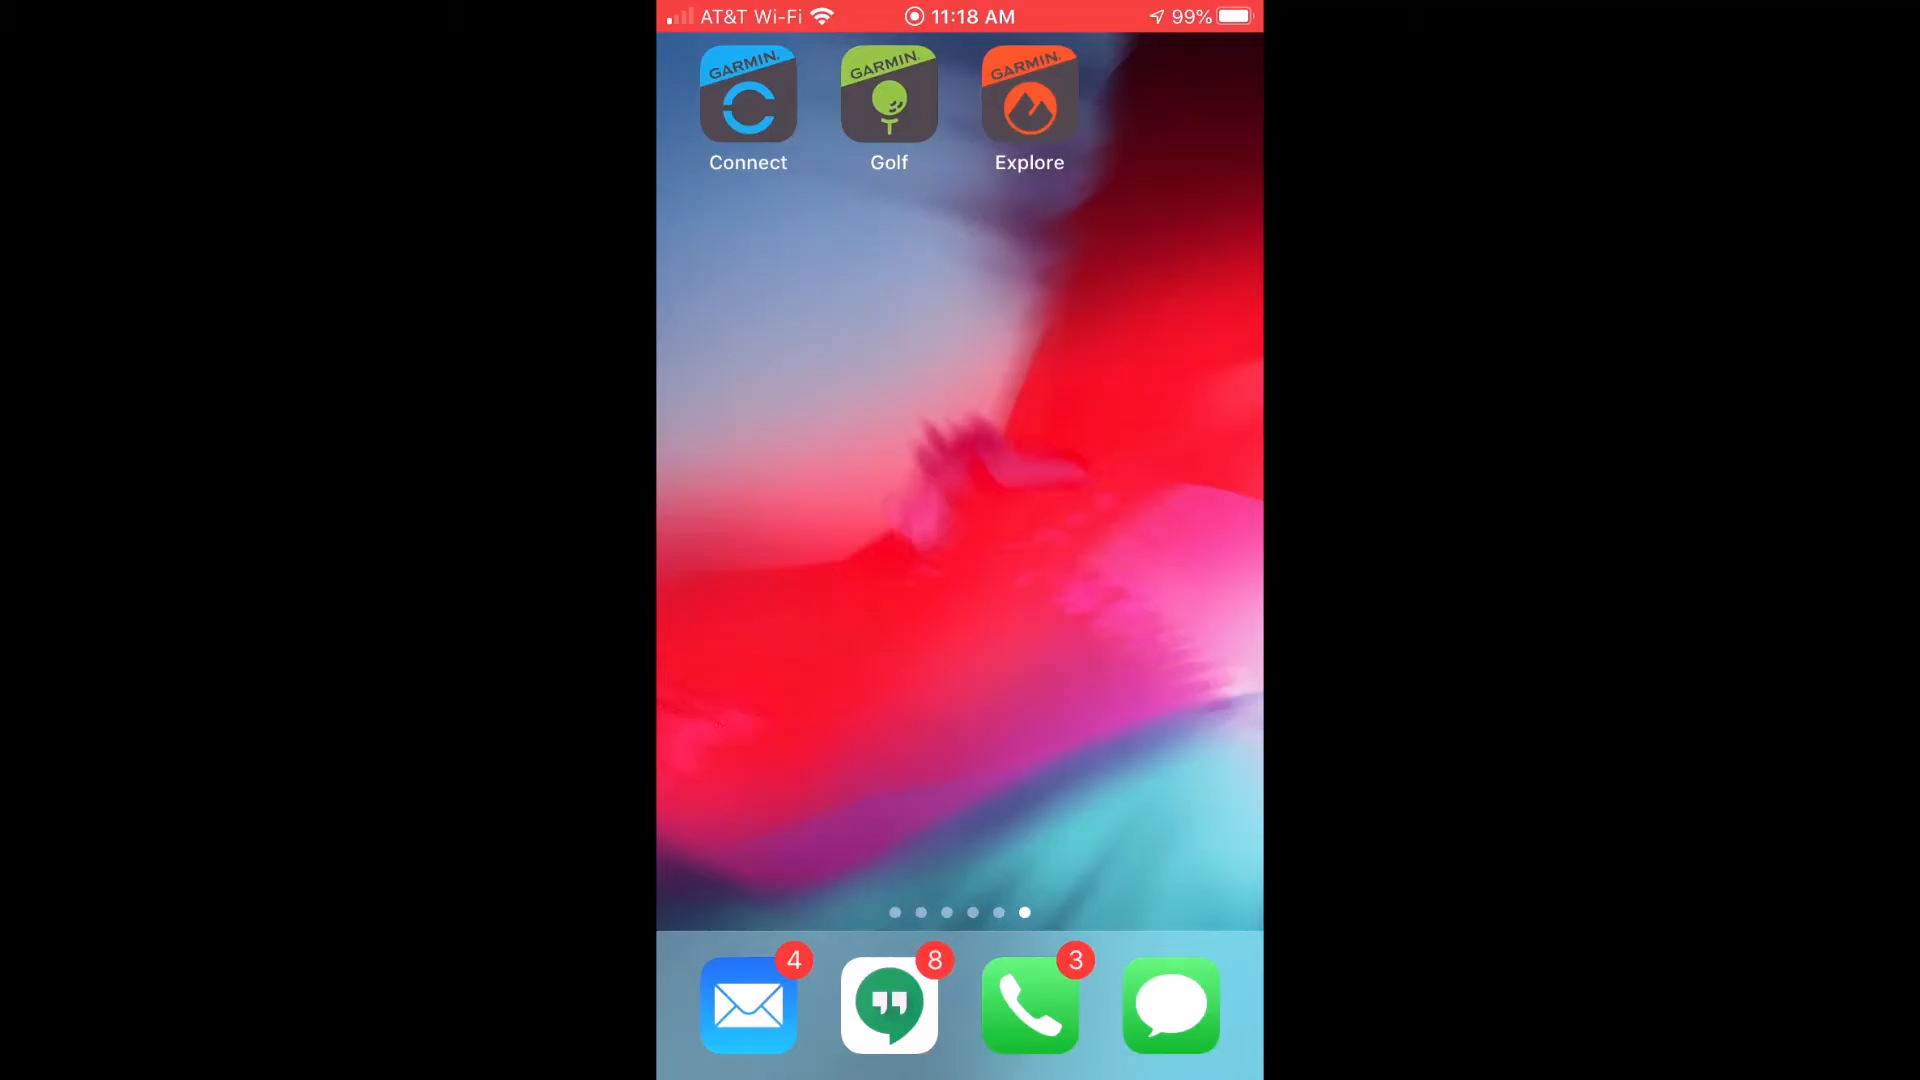 AT&T Wi-Fi 11:18 AM 99%
GARMIN. GARMIN. GARMIN.
Connect Golf Explore
4 8 3